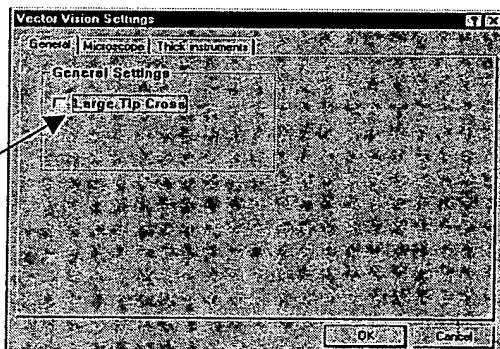 Vector Vision Settings
General Microscope Thick instruments
General Settings
Large Tip Cross
OK Cancel